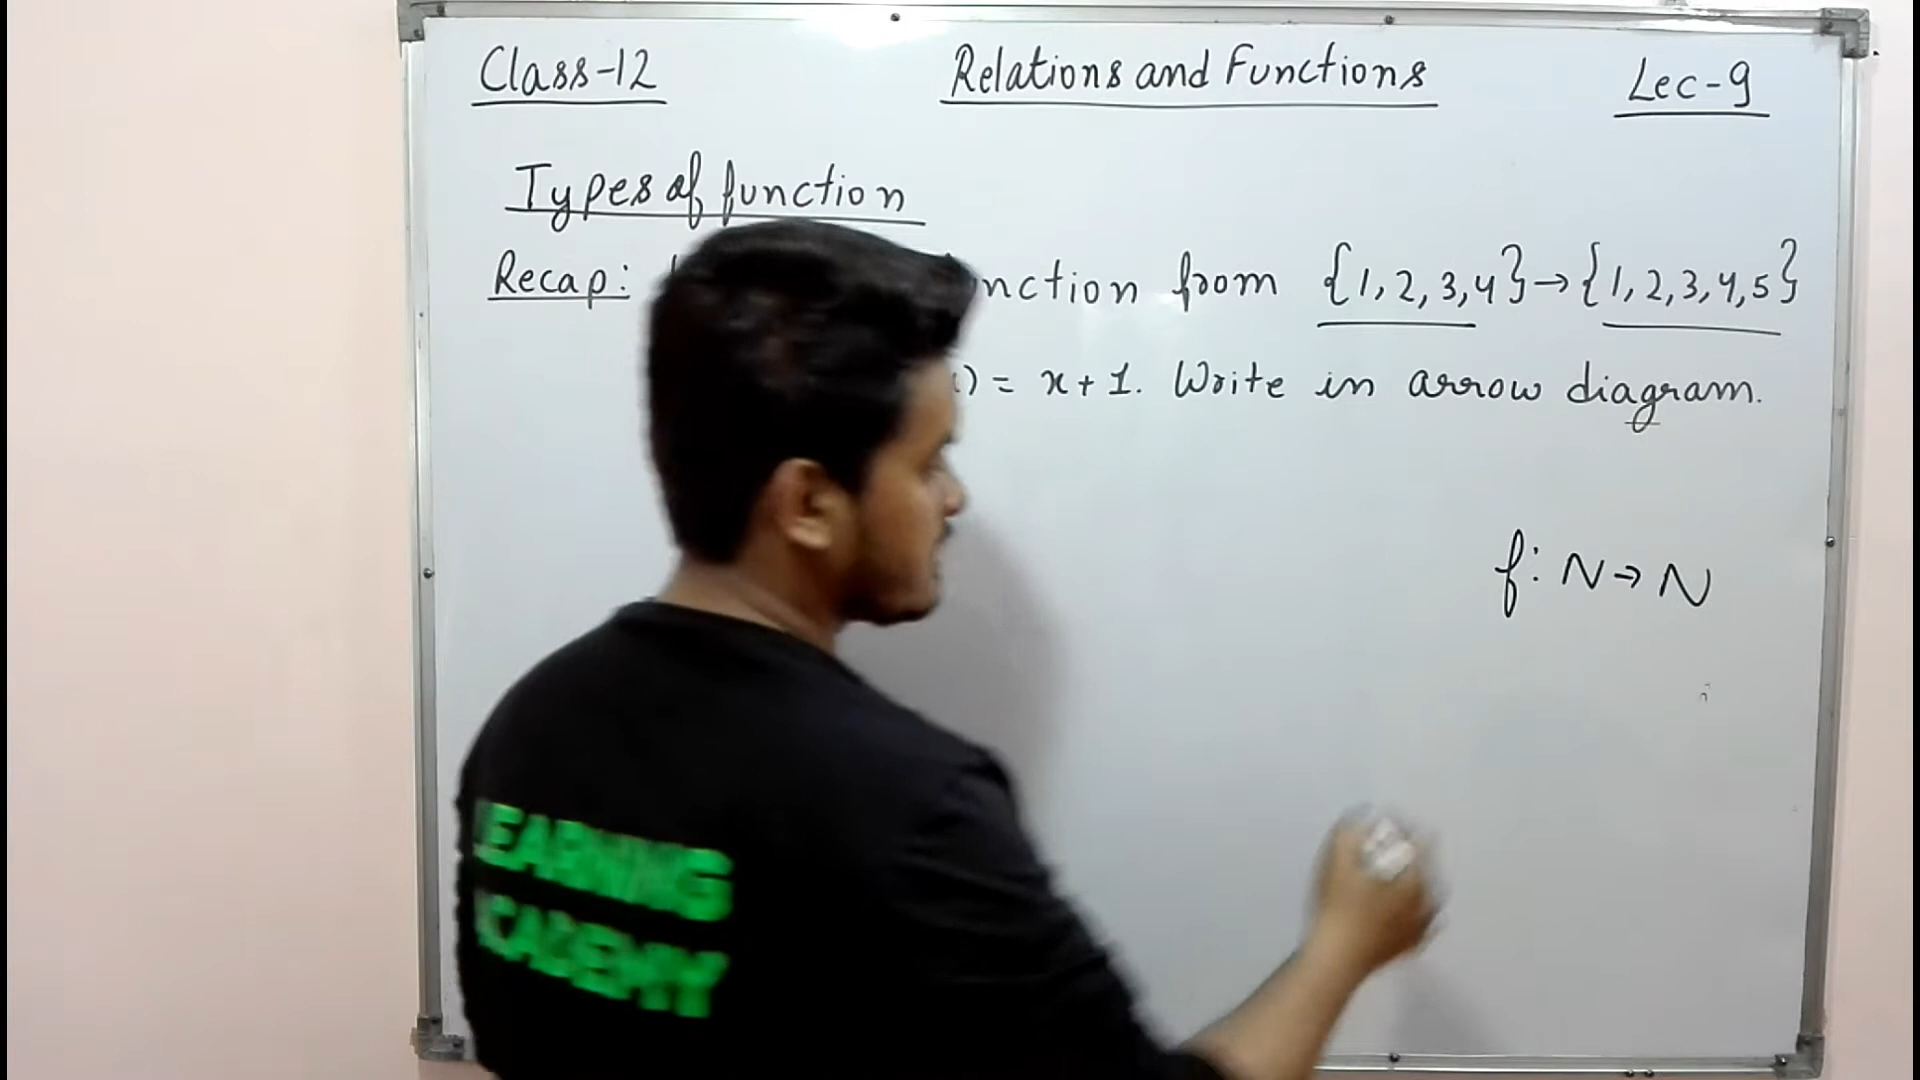 Class-12 Relations and Functions Lec-9
Types of function
Recap: nction from {1,2,3,4}→{1,2,3,4,5}
) = x+1. Write in arrow diagram.
f: N→N
LEARNING
ACADEMY